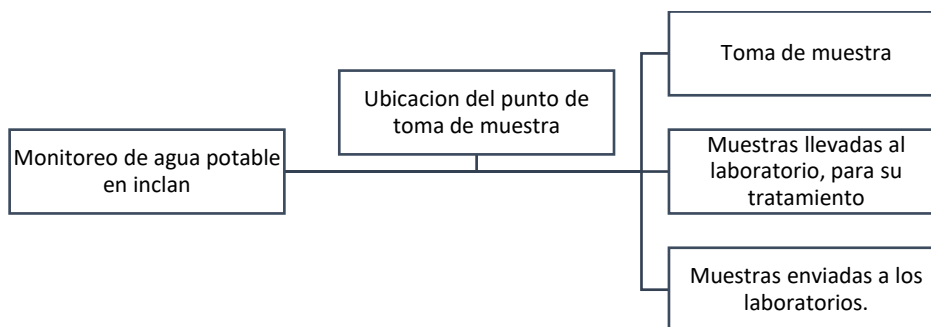 Monitoreo de agua potable
en inclan
Ubicacion del punto de
toma de muestra
Toma de muestra
Muestras llevadas al
laboratorio, para su
tratamiento
Muestras enviadas a los
laboratorios.